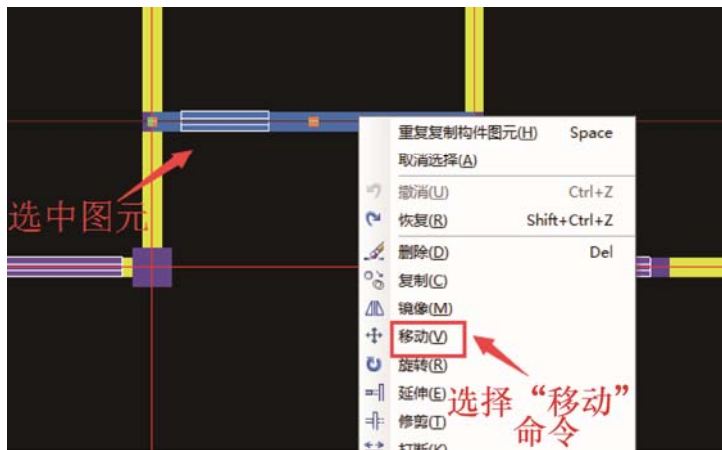 选中图元
重复复制构件图元(H) Space
取消选择(A)
撤消(U) Ctrl+Z
恢复(R) Shift+Ctrl+Z
删除(D) Del
复制(C)
镜像(M)
移动(V)
旋转(R)
延伸(E)
修剪(T)
打断(K)
选择“移动”
命令